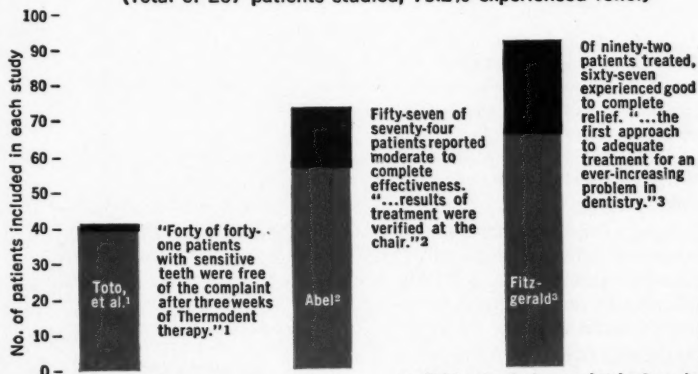 (Total of 207 patients studied, 79.2% experienced relief)
No. of patients included in each study
100 –
90 –
80 –
70 –
60 –
50 –
40 –
30 –
20 –
10 –
0 –
Toto,
et al.¹
"Forty of forty-
one patients
with sensitive
teeth were free
of the complaint
after three weeks
of Thermodent
therapy."1
Abel²
Fifty-seven of
seventy-four
patients reported
moderate to
complete
effectiveness.
"...results of
treatment were
verified at the
chair."2
Fitz-
gerald³
Of ninety-two
patients treated,
sixty-seven
experienced good
to complete
relief. "...the
first approach
to adequate
treatment for an
ever-increasing
problem in
dentistry."3